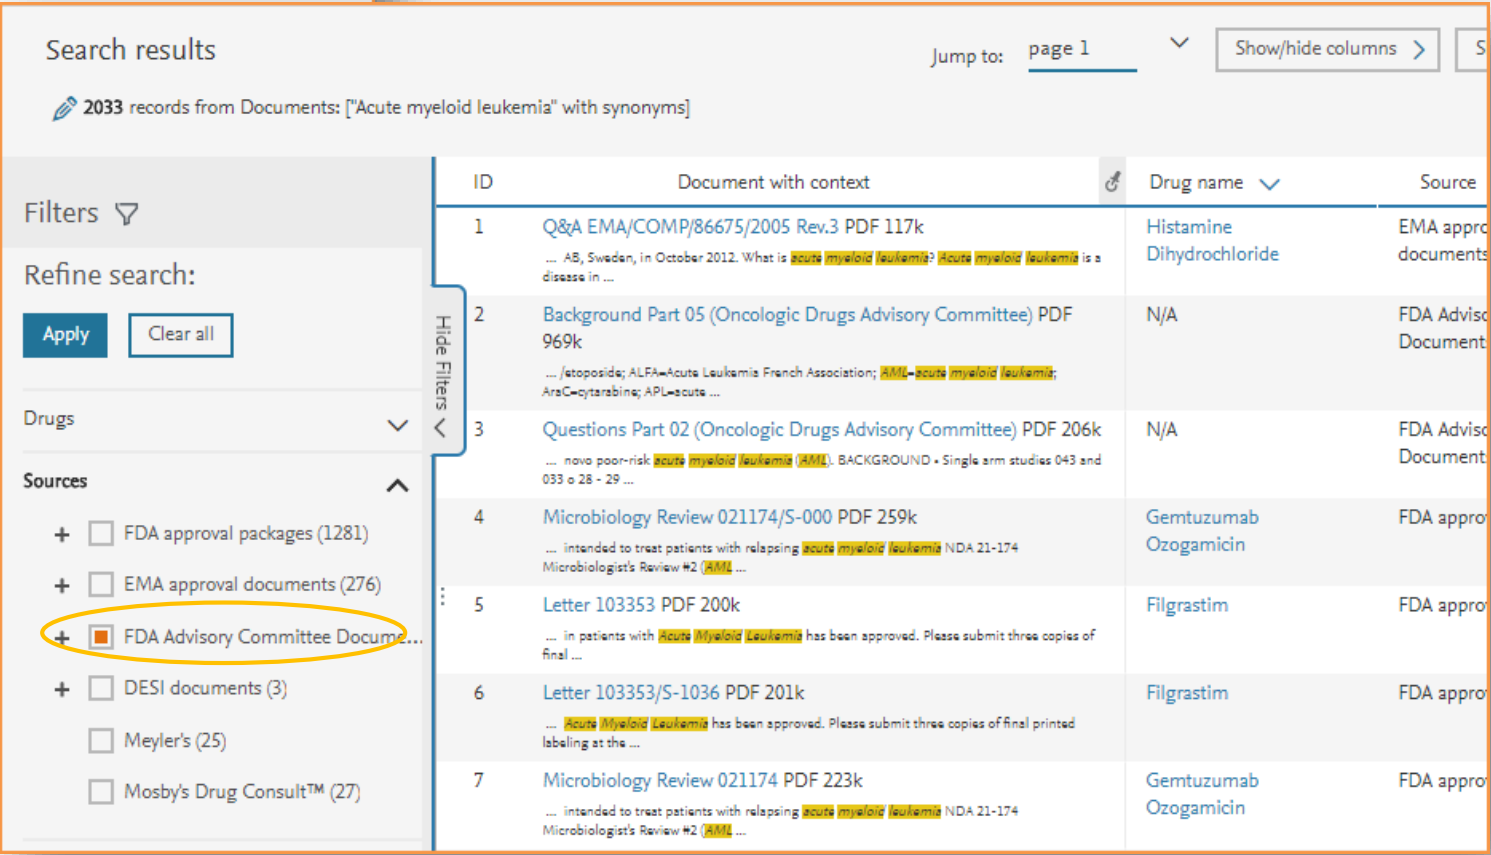 Search results
Jump to: page 1
Show/hide columns
S
2033 records from Documents: ["Acute myeloid leukemia" with synonyms]
Filters
Refine search:
Apply
Clear all
Drugs
Sources
+ FDA approval packages (1281)
+ EMA approval documents (276)
+ FDA Advisory Committee Docume...
+ DESI documents (3)
Meyler's (25)
Mosby's Drug Consult™ (27)
Hide Filters
ID Document with context Drug name Source
1 Q&A EMA/COMP/86675/2005 Rev.3 PDF 117k
... AB, Sweden, in October 2012. What is acute myeloid leukemia? Acute myeloid leukemia is a
disease in ...
Histamine
Dihydrochloride
EMA appro
documents
2 Background Part 05 (Oncologic Drugs Advisory Committee) PDF
969k
... /etoposide; ALFA=Acute Leukemia French Association; AML=acute myeloid leukemia;
AraC=cytarabine; APL=acute ...
N/A
FDA Adviso
Document
3 Questions Part 02 (Oncologic Drugs Advisory Committee) PDF 206k
... novo poor-risk acute myeloid leukemia (AML). BACKGROUND • Single arm studies 043 and
033 o 28 - 29 ...
N/A
FDA Adviso
Document
4 Microbiology Review 021174/S-000 PDF 259k
... intended to treat patients with relapsing acute myeloid leukemia NDA 21-174
Microbiologist's Review #2 (AML ...
Gemtuzumab
Ozogamicin
FDA appro
5 Letter 103353 PDF 200k
... in patients with Acute Myeloid Leukemia has been approved. Please submit three copies of
final ...
Filgrastim
FDA appro
6 Letter 103353/S-1036 PDF 201k
... Acute Myeloid Leukemia has been approved. Please submit three copies of final printed
labeling at the ...
Filgrastim
FDA appro
7 Microbiology Review 021174 PDF 223k
... intended to treat patients with relapsing acute myeloid leukemia NDA 21-174
Microbiologist's Review #2 (AML ...
Gemtuzumab
Ozogamicin
FDA appro